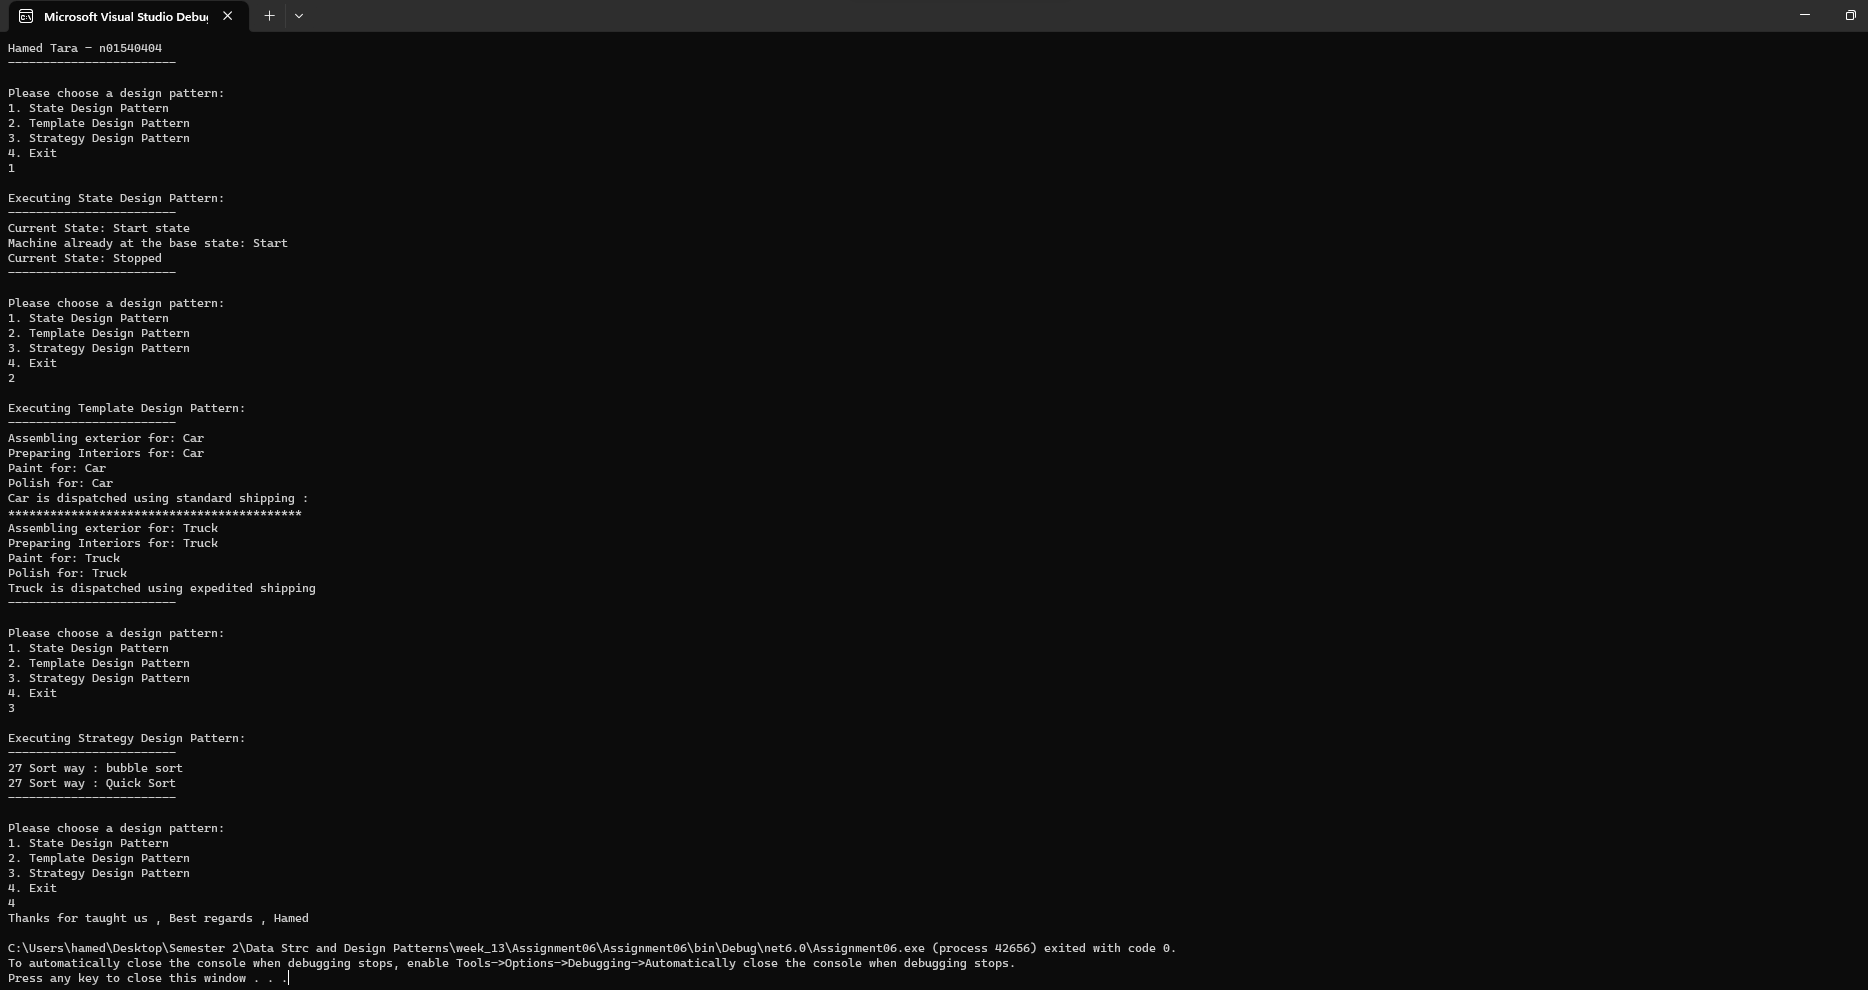 Microsoft Visual Studio Debu
Hamed Tara - n01540404
------------------------
Please choose a design pattern:
1. State Design Pattern
2. Template Design Pattern
3. Strategy Design Pattern
4. Exit
1
Executing State Design Pattern:
------------------------
Current State: Start state
Machine already at the base state: Start
Current State: Stopped
------------------------
Please choose a design pattern:
1. State Design Pattern
2. Template Design Pattern
3. Strategy Design Pattern
4. Exit
2
Executing Template Design Pattern:
------------------------
Assembling exterior for: Car
Preparing Interiors for: Car
Paint for: Car
Polish for: Car
Car is dispatched using standard shipping :
******************************************
Assembling exterior for: Truck
Preparing Interiors for: Truck
Paint for: Truck
Polish for: Truck
Truck is dispatched using expedited shipping
------------------------
Please choose a design pattern:
1. State Design Pattern
2. Template Design Pattern
3. Strategy Design Pattern
4. Exit
3
Executing Strategy Design Pattern:
------------------------
27 Sort way : bubble sort
27 Sort way : Quick Sort
------------------------
Please choose a design pattern:
1. State Design Pattern
2. Template Design Pattern
3. Strategy Design Pattern
4. Exit
4
Thanks for taught us , Best regards , Hamed
C:\Users\hamed\Desktop\Semester 2\Data Strc and Design Patterns\week_13\Assignment06\Assignment06\bin\Debug\net6.0\Assignment06.exe (process 42656) exited with code 0.
To automatically close the console when debugging stops, enable Tools->Options->Debugging->Automatically close the console when debugging stops.
Press any key to close this window . . .